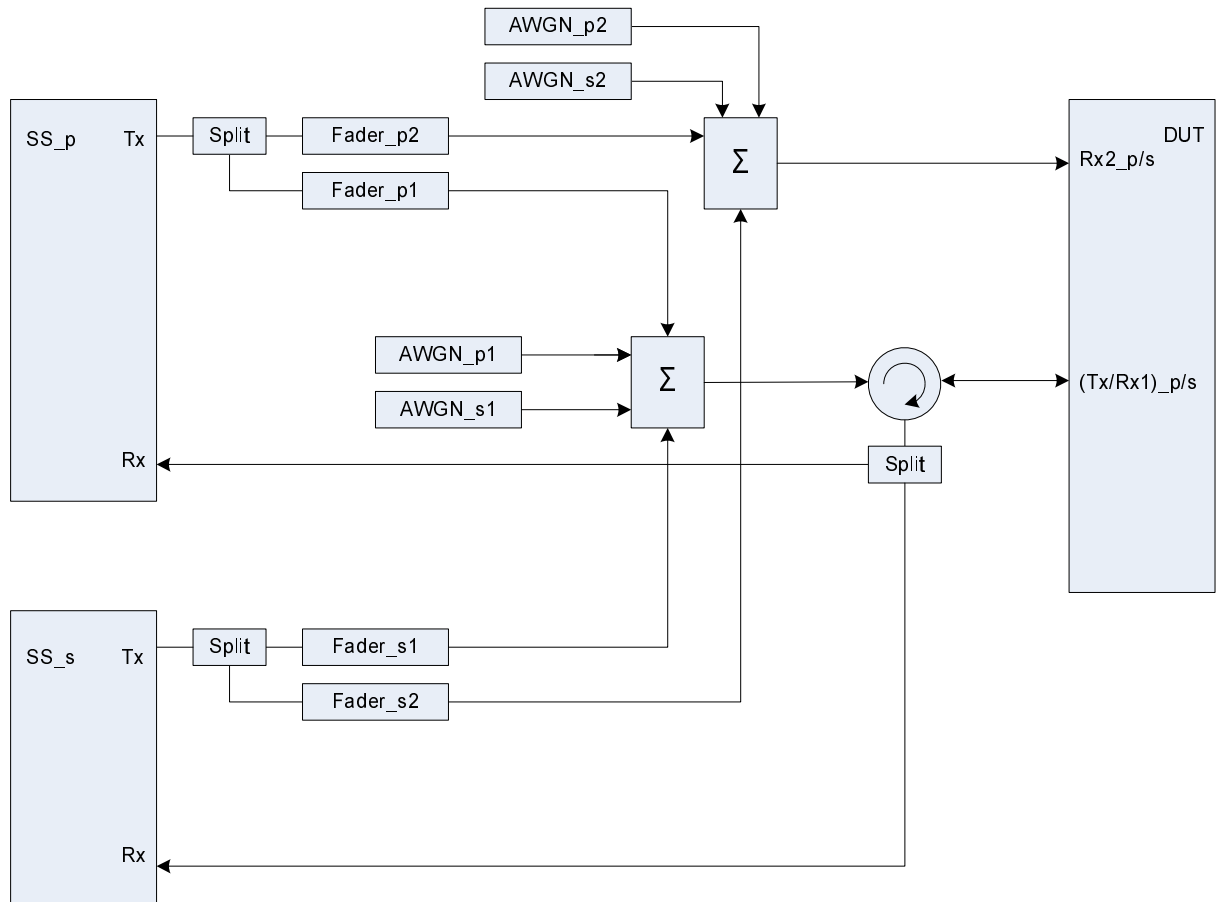 AWGN_p2
AWGN_s2
SS_p
Tx
Split
Fader_p2
Fader_p1
Σ
DUT
Rx2_p/s
AWGN_p1
AWGN_s1
Σ
(Tx/Rx1)_p/s
Rx
Split
SS_s
Tx
Split
Fader_s1
Fader_s2
Rx